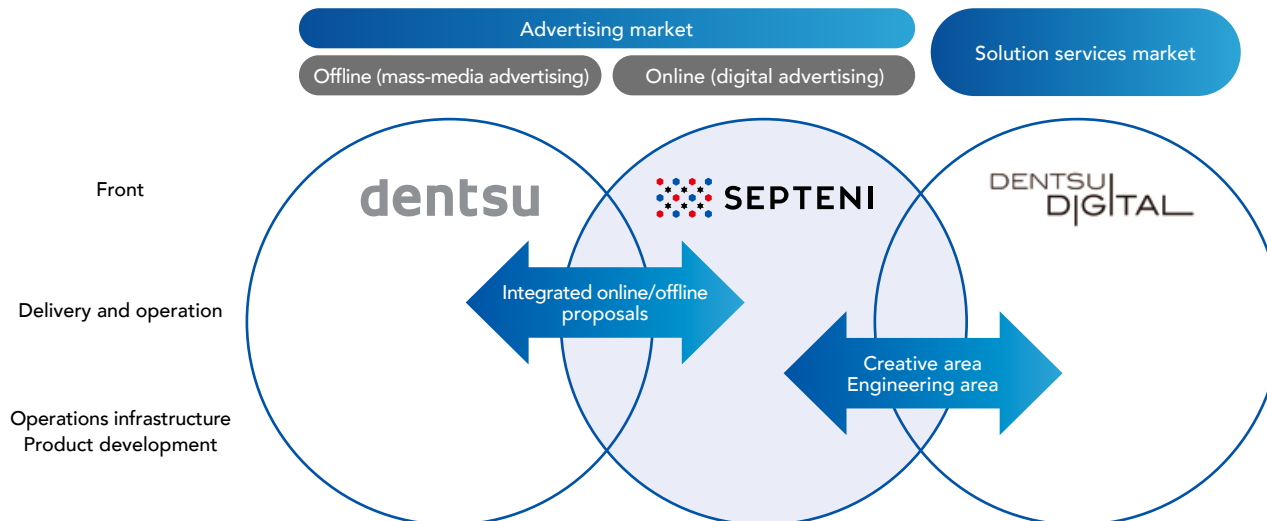 Advertising market
Solution services market
Offline (mass-media advertising)
Online (digital advertising)
Front
dentsu
SEPTENI
DENTSU
DIGITAL
Integrated online/offline
proposals
Delivery and operation
Creative area
Engineering area
Operations infrastructure
Product development